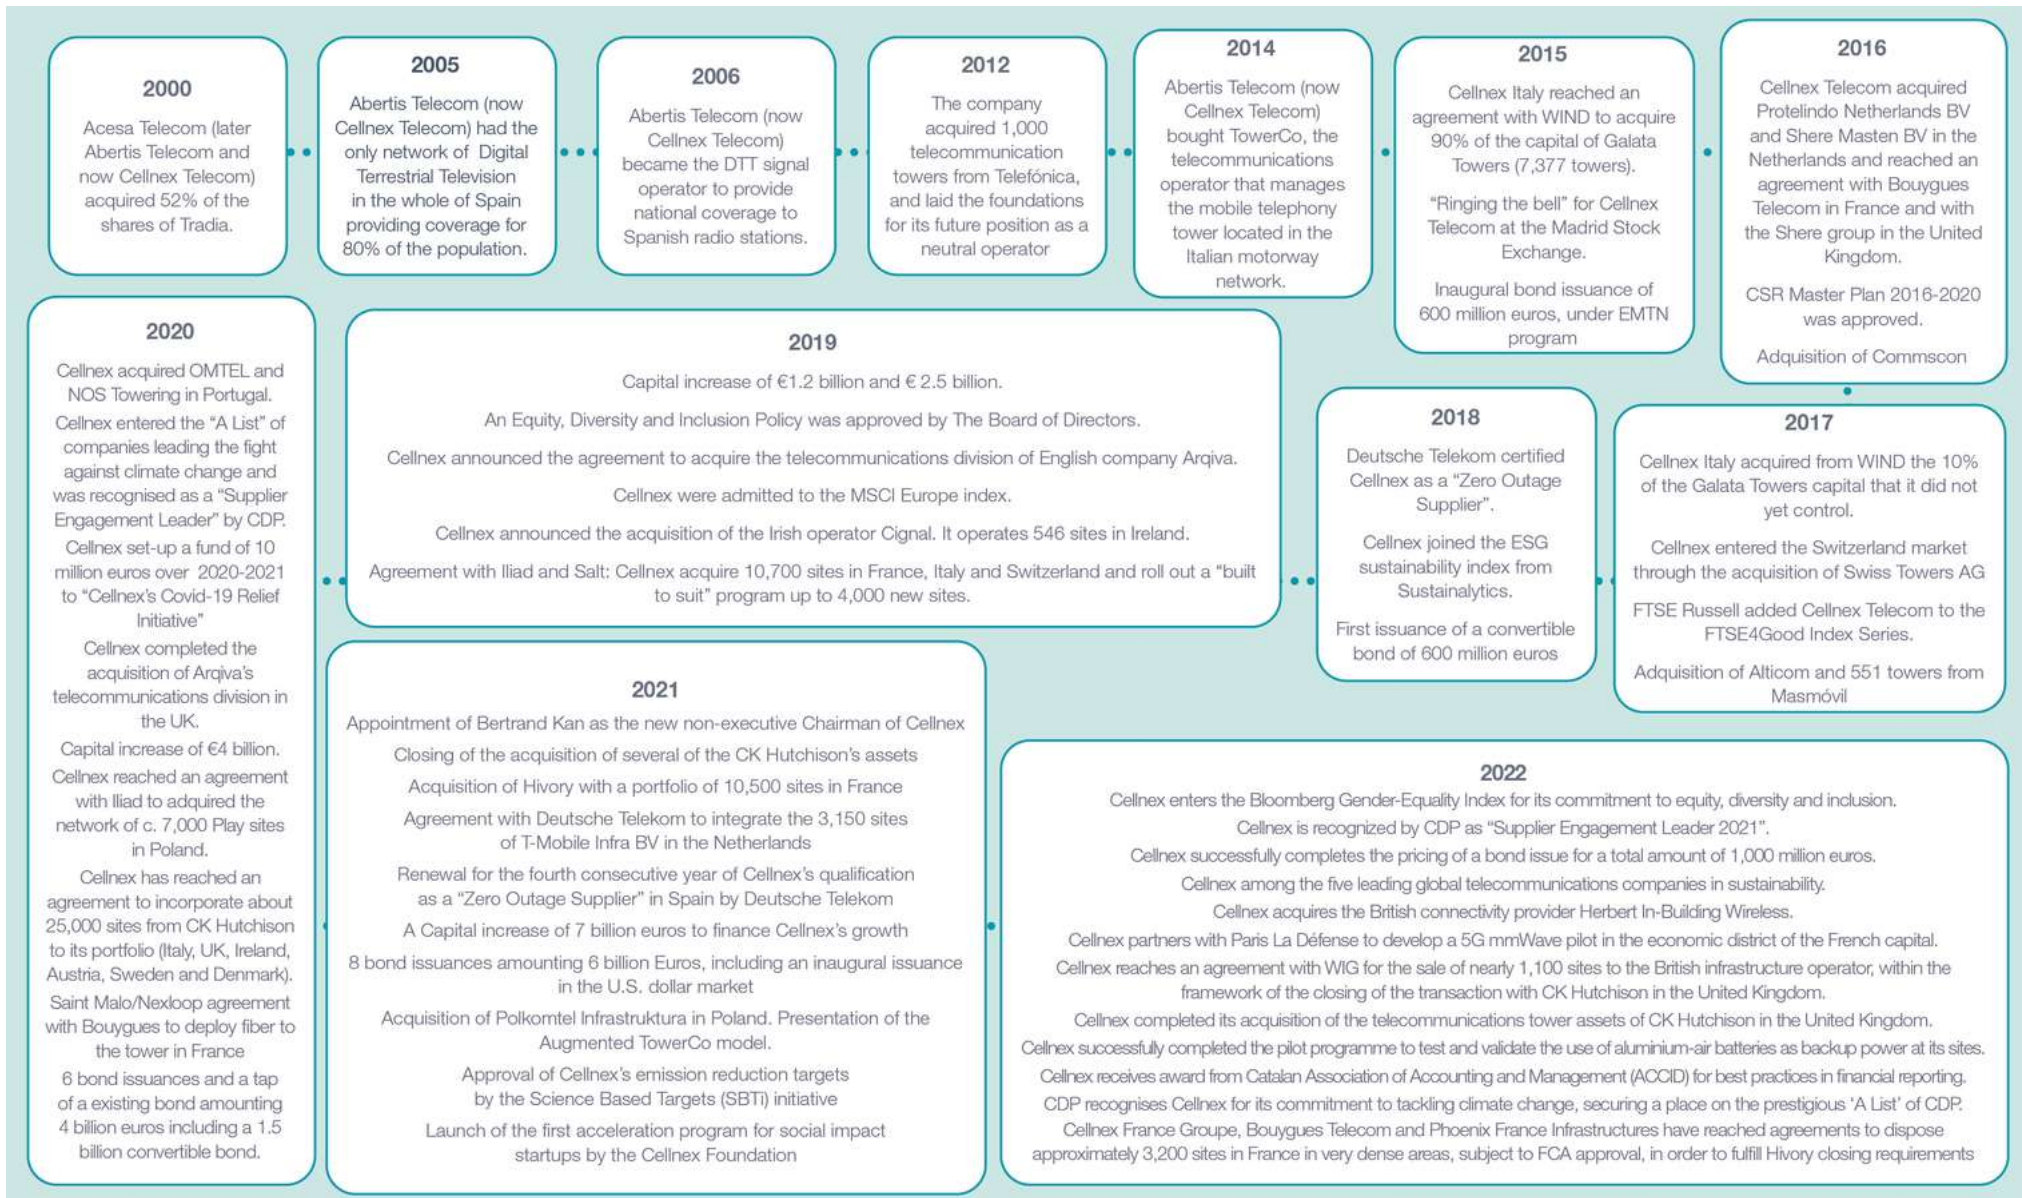 2000
Acesa Telecom (later
Abertis Telecom and
now Cellnex Telecom)
acquired 52% of the
shares of Tradia.
2005
Abertis Telecom (now
Cellnex Telecom) had the
only network of Digital
Terrestrial Television
in the whole of Spain
providing coverage for
80% of the population.
2006
Abertis Telecom (now
Cellnex Telecom)
became the DTT signal
operator to provide
national coverage to
Spanish radio stations.
2012
The company
acquired 1,000
telecommunication
towers from Telefónica,
and laid the foundations
for its future position as a
neutral operator
2014
Abertis Telecom (now
Cellnex Telecom)
bought TowerCo, the
telecommunications
operator that manages
the mobile telephony
tower located in the
Italian motorway
network.
2015
Cellnex Italy reached an
agreement with WIND to acquire
90% of the capital of Galata
Towers (7,377 towers).
“Ringing the bell” for Cellnex
Telecom at the Madrid Stock
Exchange.
Inaugural bond issuance of
600 million euros, under EMTN
program
2016
Cellnex Telecom acquired
Protelindo Netherlands BV
and Shere Masten BV in the
Netherlands and reached an
agreement with Bouygues
Telecom in France and with
the Shere group in the United
Kingdom.
CSR Master Plan 2016-2020
was approved.
Adquisition of Commscon
2017
Cellnex Italy acquired from WIND the 10%
of the Galata Towers capital that it did not
yet control.
Cellnex entered the Switzerland market
through the acquisition of Swiss Towers AG
FTSE Russell added Cellnex Telecom to the
FTSE4Good Index Series.
Adquisition of Alticom and 551 towers from
Masmóvil
2018
Deutsche Telekom certified
Cellnex as a “Zero Outage
Supplier”.
Cellnex joined the ESG
sustainability index from
Sustainalytics.
First issuance of a convertible
bond of 600 million euros
2019
Capital increase of €1.2 billion and € 2.5 billion.
An Equity, Diversity and Inclusion Policy was approved by The Board of Directors.
Cellnex announced the agreement to acquire the telecommunications division of English company Arqiva.
Cellnex were admitted to the MSCI Europe index.
Cellnex announced the acquisition of the Irish operator Cignal. It operates 546 sites in Ireland.
Agreement with Iliad and Salt: Cellnex acquire 10,700 sites in France, Italy and Switzerland and roll out a “built
to suit” program up to 4,000 new sites.
2020
Cellnex acquired OMTEL and
NOS Towering in Portugal.
Cellnex entered the “A List” of
companies leading the fight
against climate change and
was recognised as a “Supplier
Engagement Leader” by CDP.
Cellnex set-up a fund of 10
million euros over 2020-2021
to “Cellnex’s Covid-19 Relief
Initiative”
Cellnex completed the
acquisition of Arqiva’s
telecommunications division in
the UK.
Capital increase of €4 billion.
Cellnex reached an agreement
with Iliad to adquired the
network of c. 7,000 Play sites
in Poland.
Cellnex has reached an
agreement to incorporate about
25,000 sites from CK Hutchison
to its portfolio (Italy, UK, Ireland,
Austria, Sweden and Denmark).
Saint Malo/Nexloop agreement
with Bouygues to deploy fiber to
the tower in France
6 bond issuances and a tap
of a existing bond amounting
4 billion euros including a 1.5
billion convertible bond.
2021
Appointment of Bertrand Kan as the new non-executive Chairman of Cellnex
Closing of the acquisition of several of the CK Hutchison’s assets
Acquisition of Hivory with a portfolio of 10,500 sites in France
Agreement with Deutsche Telekom to integrate the 3,150 sites
of T-Mobile Infra BV in the Netherlands
Renewal for the fourth consecutive year of Cellnex’s qualification
as a “Zero Outage Supplier” in Spain by Deutsche Telekom
A Capital increase of 7 billion euros to finance Cellnex’s growth
8 bond issuances amounting 6 billion Euros, including an inaugural issuance
in the U.S. dollar market
Acquisition of Polkomtel Infrastruktura in Poland. Presentation of the
Augmented TowerCo model.
Approval of Cellnex’s emission reduction targets
by the Science Based Targets (SBTi) initiative
Launch of the first acceleration program for social impact
startups by the Cellnex Foundation
2022
Cellnex enters the Bloomberg Gender-Equality Index for its commitment to equity, diversity and inclusion.
Cellnex is recognized by CDP as “Supplier Engagement Leader 2021”.
Cellnex successfully completes the pricing of a bond issue for a total amount of 1,000 million euros.
Cellnex among the five leading global telecommunications companies in sustainability.
Cellnex acquires the British connectivity provider Herbert In-Building Wireless.
Cellnex partners with Paris La Défense to develop a 5G mmWave pilot in the economic district of the French capital.
Cellnex reaches an agreement with WIG for the sale of nearly 1,100 sites to the British infrastructure operator, within the
framework of the closing of the transaction with CK Hutchison in the United Kingdom.
Cellnex completed its acquisition of the telecommunications tower assets of CK Hutchison in the United Kingdom.
Cellnex successfully completed the pilot programme to test and validate the use of aluminium-air batteries as backup power at its sites.
Cellnex receives award from Catalan Association of Accounting and Management (ACCID) for best practices in financial reporting.
CDP recognises Cellnex for its commitment to tackling climate change, securing a place on the prestigious ‘A List’ of CDP.
Cellnex France Groupe, Bouygues Telecom and Phoenix France Infrastructures have reached agreements to dispose
approximately 3,200 sites in France in very dense areas, subject to FCA approval, in order to fulfill Hivory closing requirements